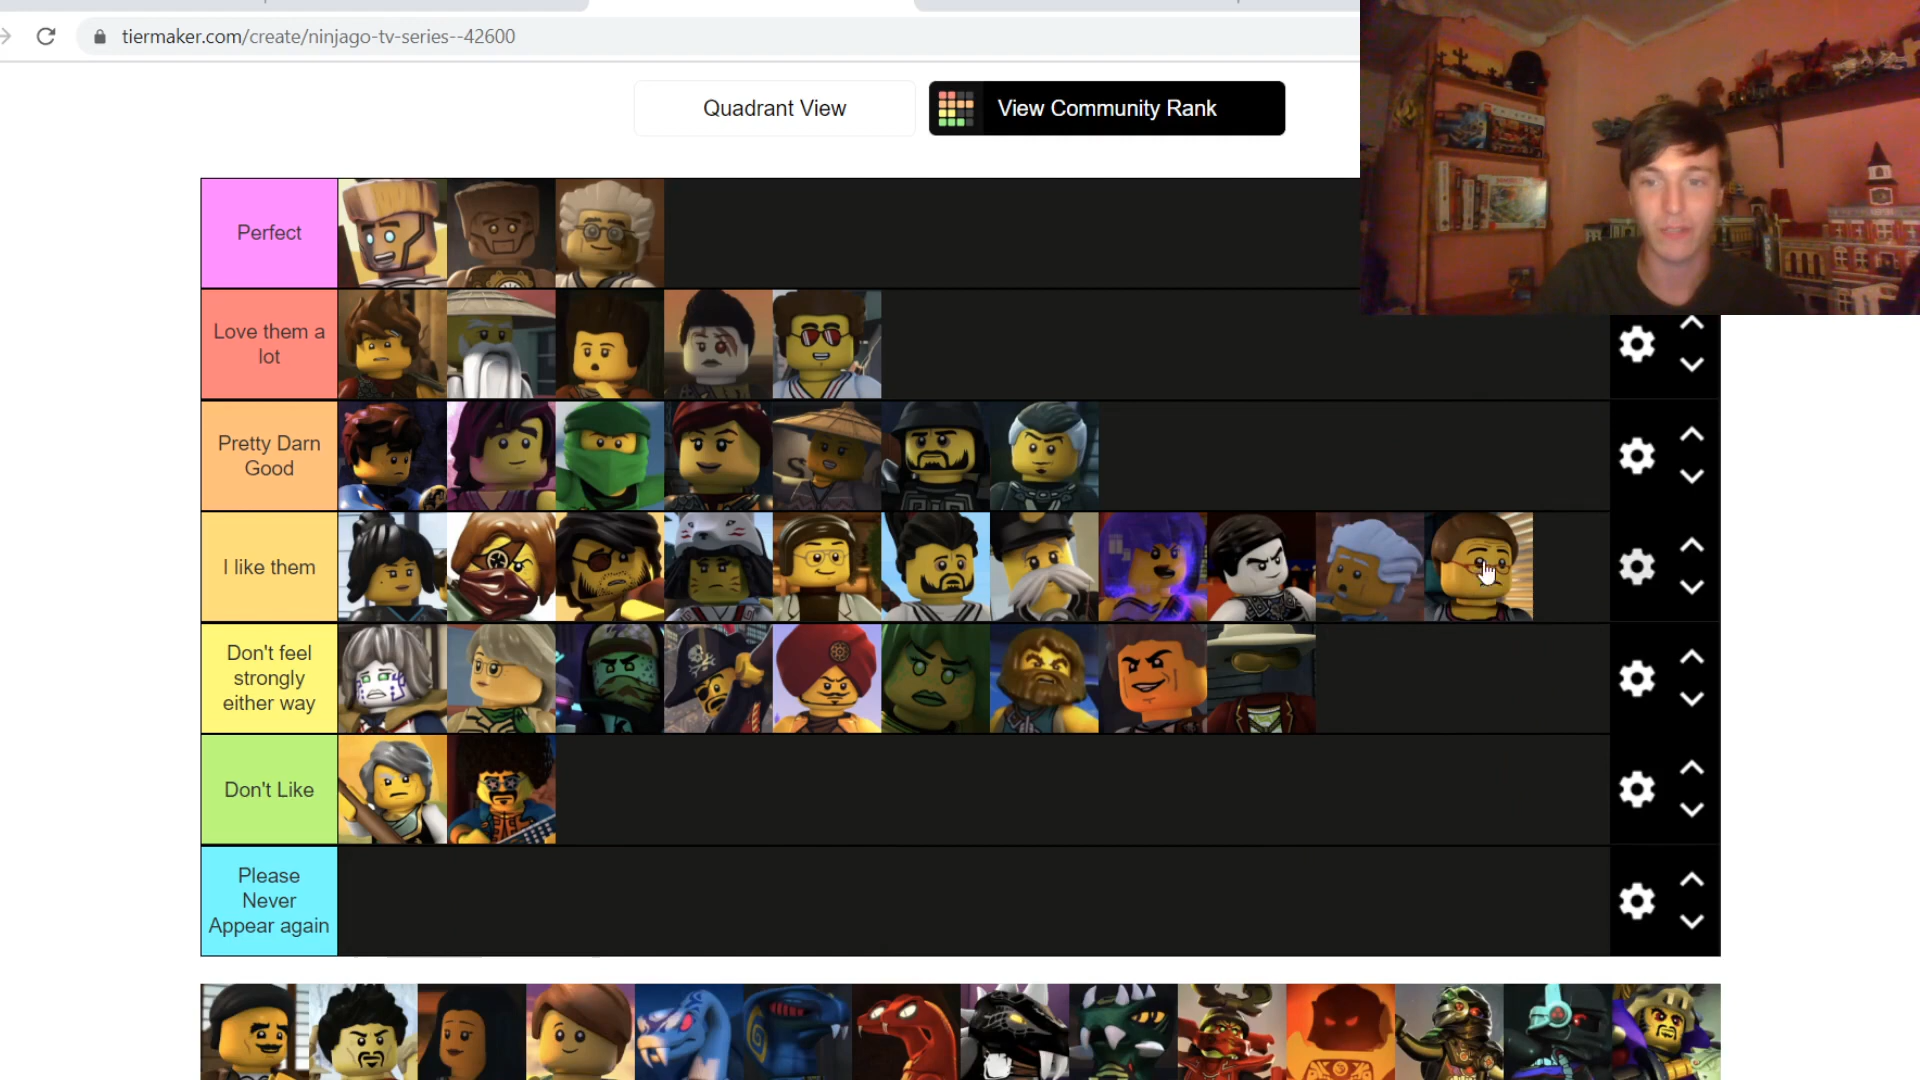 tiermaker.com/create/ninjago-tv-series--42600
Quadrant View
View Community Rank
Perfect
Love them a
lot
Pretty Darn
Good
I like them
Don't feel
strongly
either way
Don't Like
Please
Never
Appear again